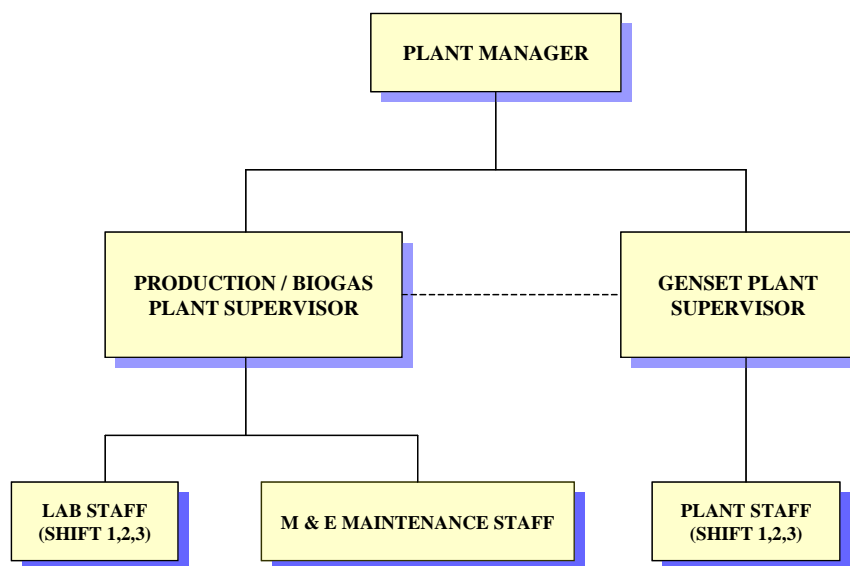 PLANT MANAGER
PRODUCTION / BIOGAS
PLANT SUPERVISOR
GENSET PLANT
SUPERVISOR
LAB STAFF
(SHIFT 1,2,3)
M & E MAINTENANCE STAFF
PLANT STAFF
(SHIFT 1,2,3)